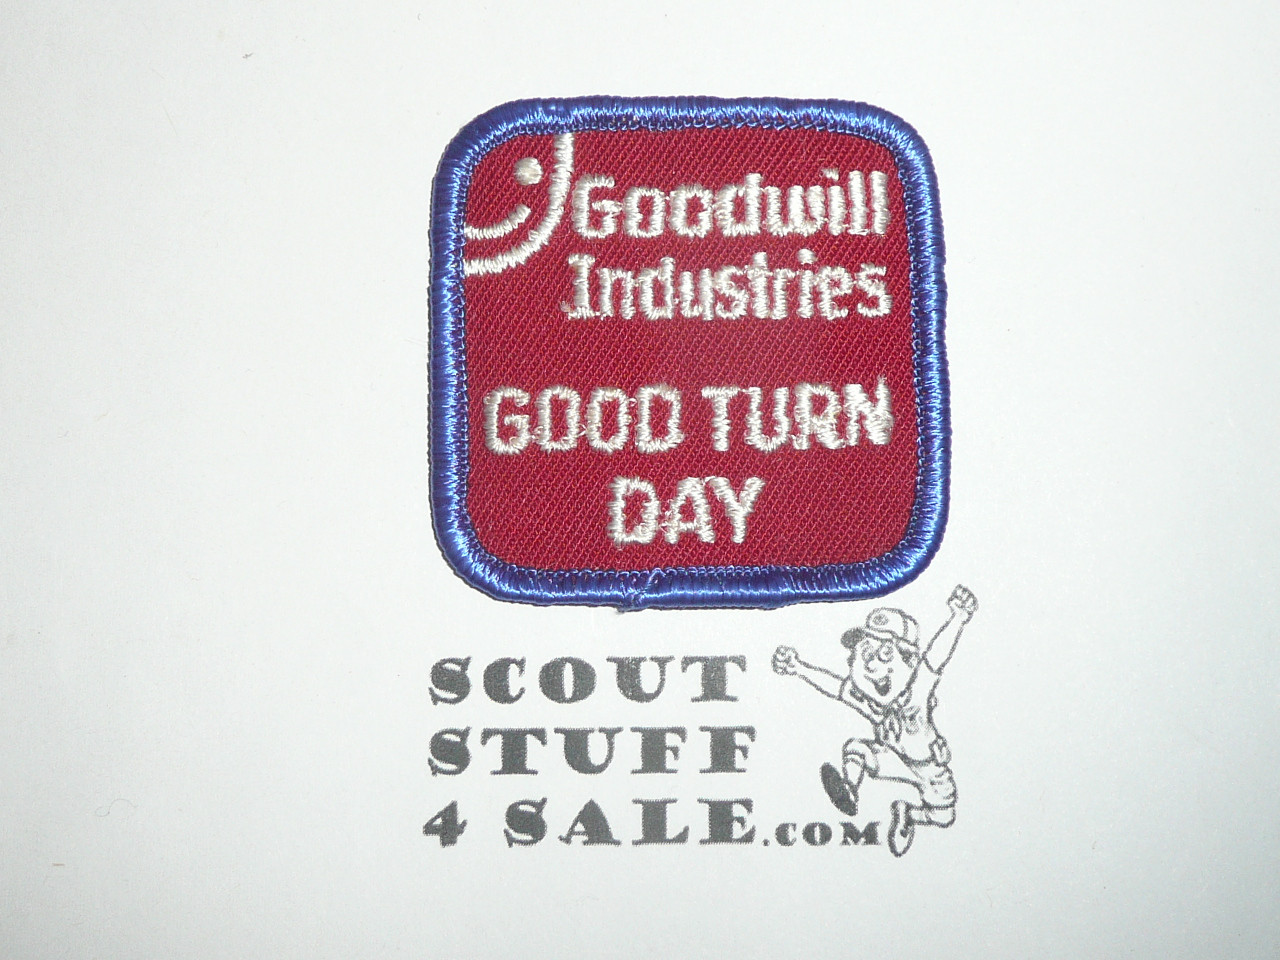 Goodwill
Industries
GOOD TURN
DAY
SCOUT
STUFF
4 SALE.COM